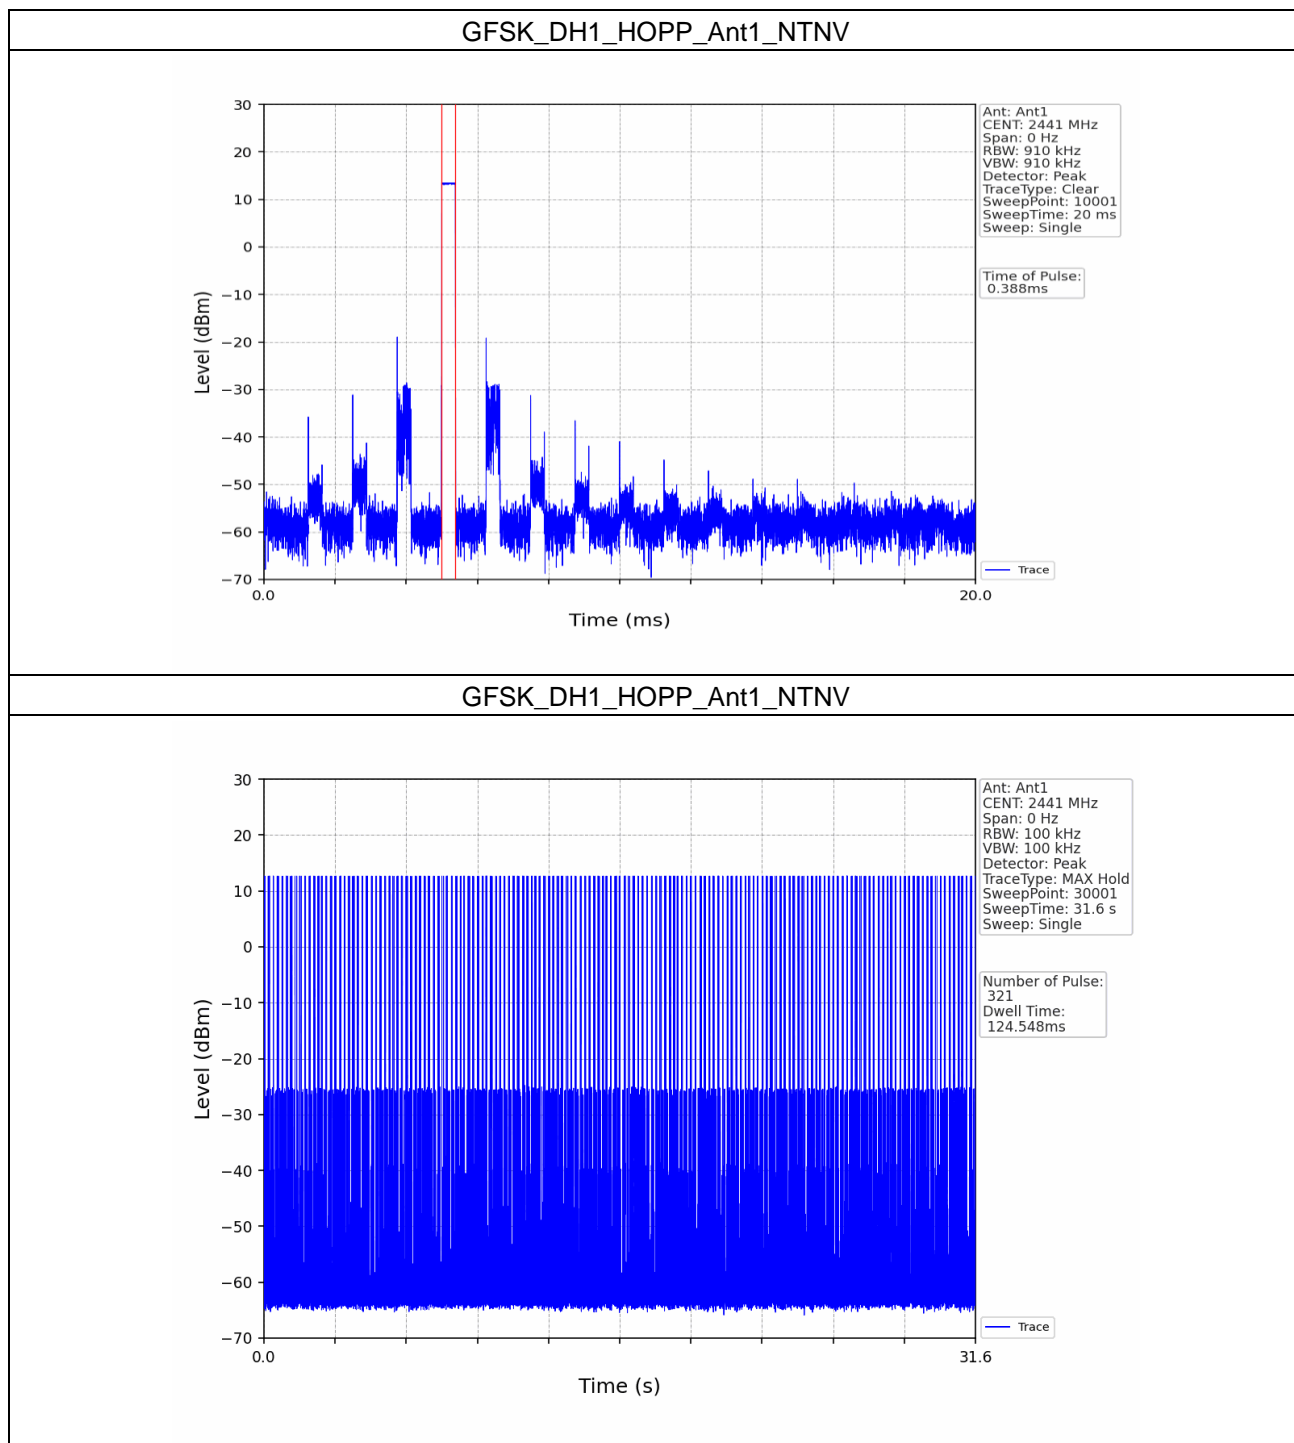 GFSK_DH1_HOPP_Ant1_NTNV
30
20
10
0
−10
−20
−30
−40
−50
−60
−70
Level (dBm)
0.0
20.0
Time (ms)
Ant: Ant1
CENT: 2441 MHz
Span: 0 Hz
RBW: 910 kHz
VBW: 910 kHz
Detector: Peak
TraceType: Clear
SweepPoint: 10001
SweepTime: 20 ms
Sweep: Single
Time of Pulse:
0.388ms
Trace
GFSK_DH1_HOPP_Ant1_NTNV
30
20
10
0
−10
−20
−30
−40
−50
−60
−70
Level (dBm)
0.0
31.6
Time (s)
Ant: Ant1
CENT: 2441 MHz
Span: 0 Hz
RBW: 100 kHz
VBW: 100 kHz
Detector: Peak
TraceType: MAX Hold
SweepPoint: 30001
SweepTime: 31.6 s
Sweep: Single
Number of Pulse:
321
Dwell Time:
124.548ms
Trace